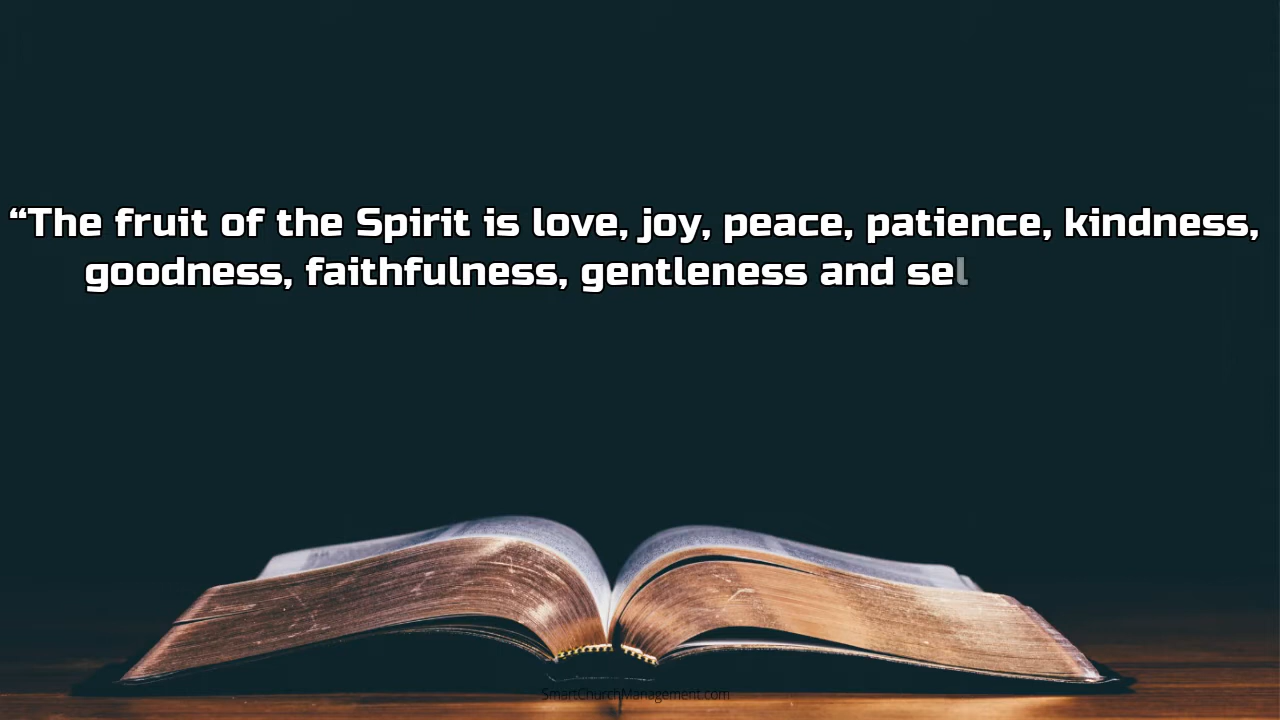 “The fruit of the Spirit is love, joy, peace, patience, kindness,
goodness, faithfulness, gentleness and sel
SmartChurchManagement.com